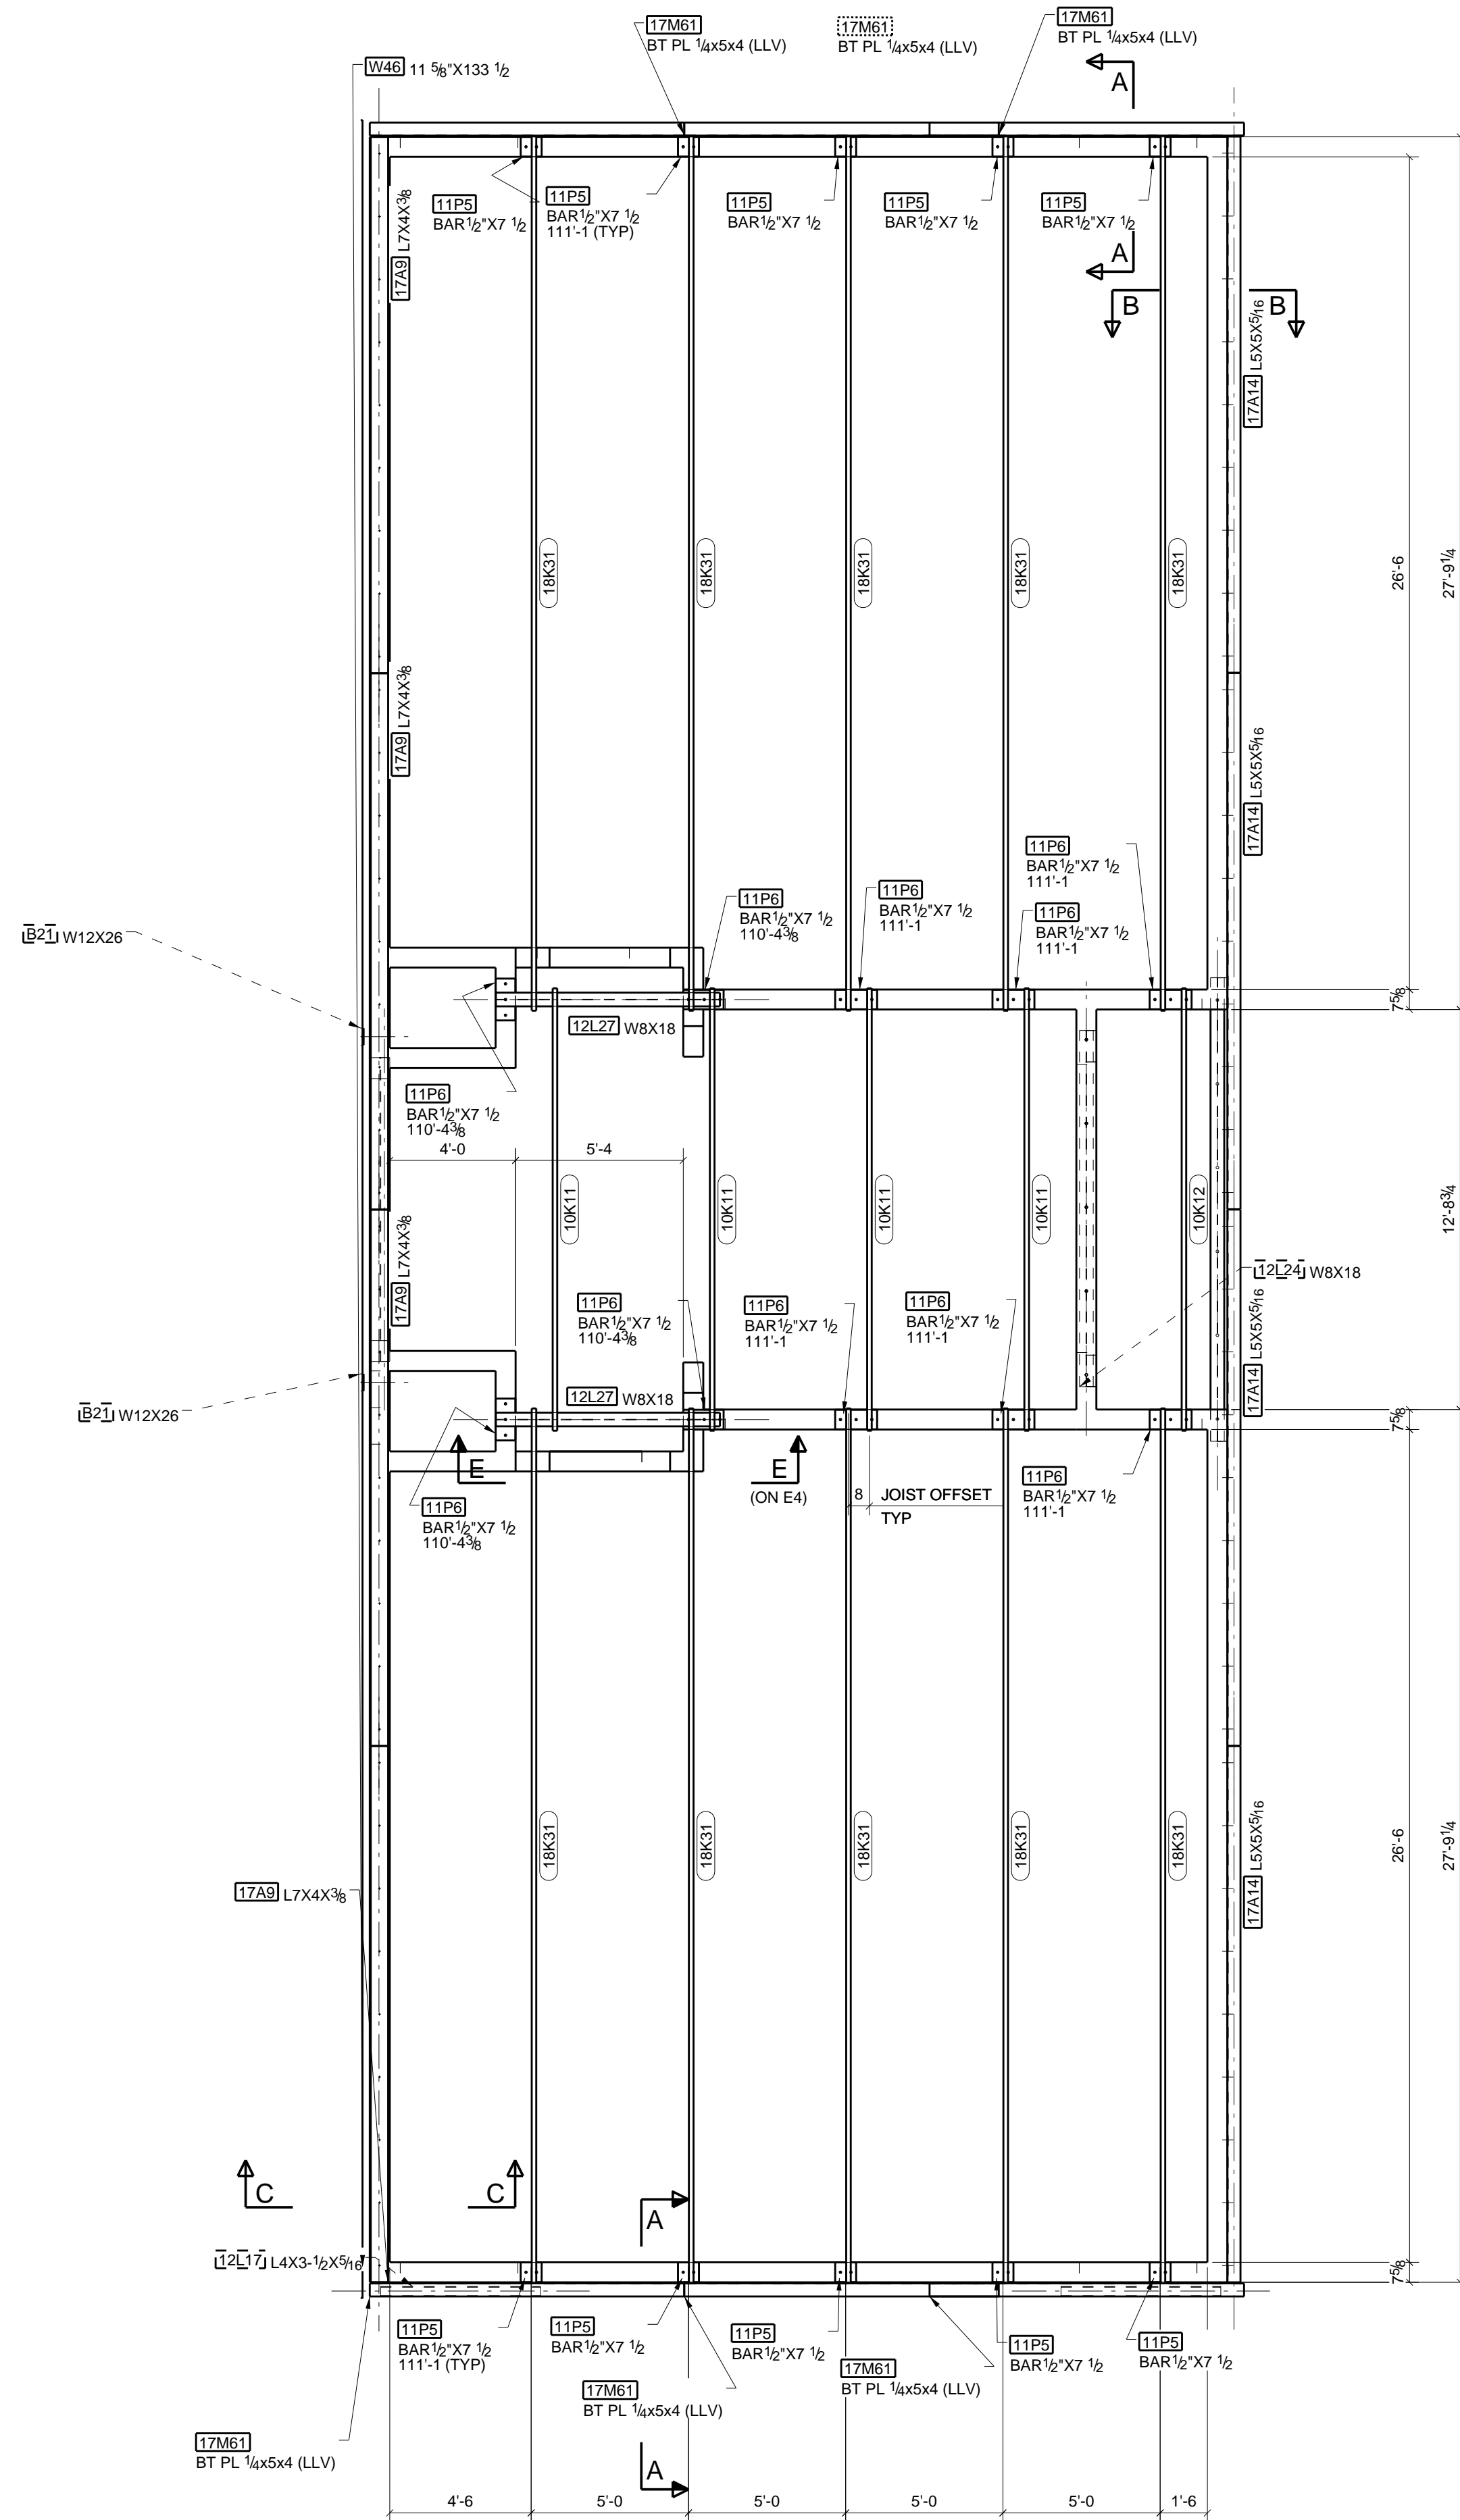 17M61
BT PL 1/4x5x4 (LLV)
17M61
BT PL 1/4x5x4 (LLV)
17M61
BT PL 1/4x5x4 (LLV)
W46 11 5/8"X133 1/2
A
11P5
BAR1/2"X7 1/2
11P5
BAR1/2"X7 1/2
111'-1 (TYP)
11P5
BAR1/2"X7 1/2
11P5
BAR1/2"X7 1/2
11P5
BAR1/2"X7 1/2
17A9 L7X4X3/8
A
B
B
17A14 L5X5X5/16
18K31
18K31
18K31
18K31
18K31
26'-6
27'-9 1/4
17A9 L7X4X3/8
17A14 L5X5X5/16
11P6
BAR1/2"X7 1/2
111'-1
11P6
BAR1/2"X7 1/2
110'-4 3/8
11P6
BAR1/2"X7 1/2
111'-1
11P6
BAR1/2"X7 1/2
111'-1
B21 W12X26
7 5/8
12L27 W8X18
11P6
BAR1/2"X7 1/2
110'-4 3/8
4'-0
5'-4
10K11
10K11
10K11
10K11
10K12
12'-8 3/4
17A9 L7X4X3/8
12L24 W8X18
11P6
BAR1/2"X7 1/2
110'-4 3/8
11P6
BAR1/2"X7 1/2
111'-1
11P6
BAR1/2"X7 1/2
111'-1
17A14 L5X5X5/16
B21 W12X26
12L27 W8X18
7 5/8
E
E
(ON E4)
8 JOIST OFFSET
TYP
11P6
BAR1/2"X7 1/2
111'-1
11P6
BAR1/2"X7 1/2
110'-4 3/8
18K31
18K31
18K31
18K31
18K31
17A14 L5X5X5/16
26'-6
27'-9 1/4
17A9 L7X4X3/8
C
C
A
12L17 L4X3-1/2X5/16
7 5/8
11P5
BAR1/2"X7 1/2
111'-1 (TYP)
11P5
BAR1/2"X7 1/2
11P5
BAR1/2"X7 1/2
11P5
BAR1/2"X7 1/2
11P5
BAR1/2"X7 1/2
17M61
BT PL 1/4x5x4 (LLV)
17M61
BT PL 1/4x5x4 (LLV)
17M61
BT PL 1/4x5x4 (LLV)
A
4'-6
5'-0
5'-0
5'-0
5'-0
1'-6